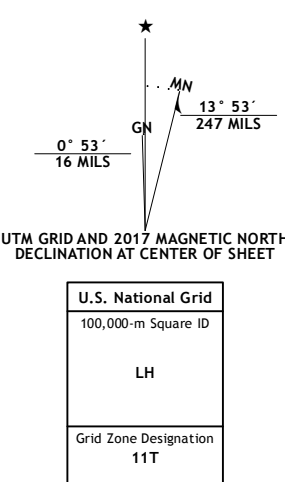 ★
MN
13° 53´
247 MILS
GN
0° 53´
16 MILS
UTM GRID AND 2017 MAGNETIC NORTH
DECLINATION AT CENTER OF SHEET
U.S. National Grid
100,000-m Square ID
LH
Grid Zone Designation
11T